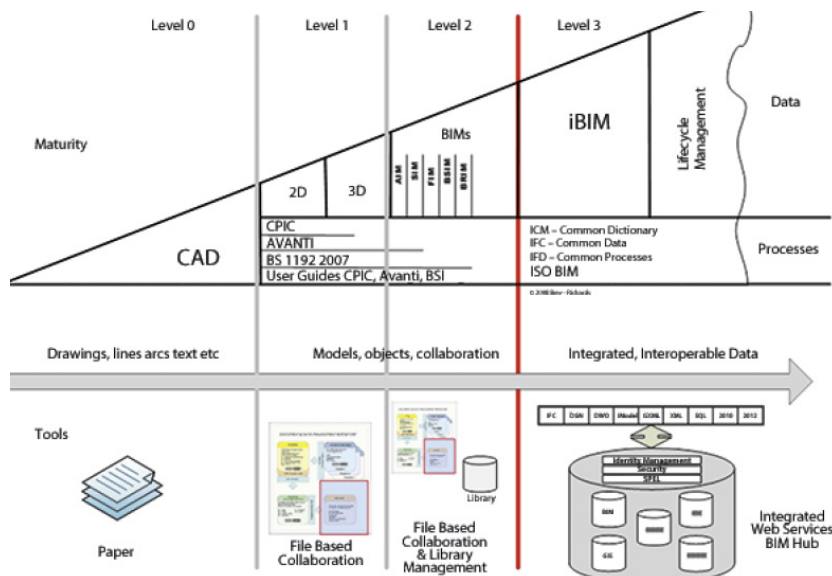 Level 0
Level 1
Level 2
Level 3
Maturity
2D
3D
BIMs
AIM
SIM
FIM
BSIM
BRIM
iBIM
Lifecycle
Management
Data
CAD
CPIC
AVANTI
BS 1192 2007
User Guides CPIC, Avanti, BSI
ICM – Common Dictionary
IFC – Common Data
IFD – Common Processes
ISO BIM
Richards
Processes
Drawings, lines arcs text etc
Models, objects, collaboration
Integrated, Interoperable Data
Tools
Paper
File Based
Collaboration
Library
File Based
Collaboration
& Library
Management
IFC
DGN
DWO
XML
SQL
2010
2012
Identity Management
Security
GIS
Integrated
Web Services
BIM Hub